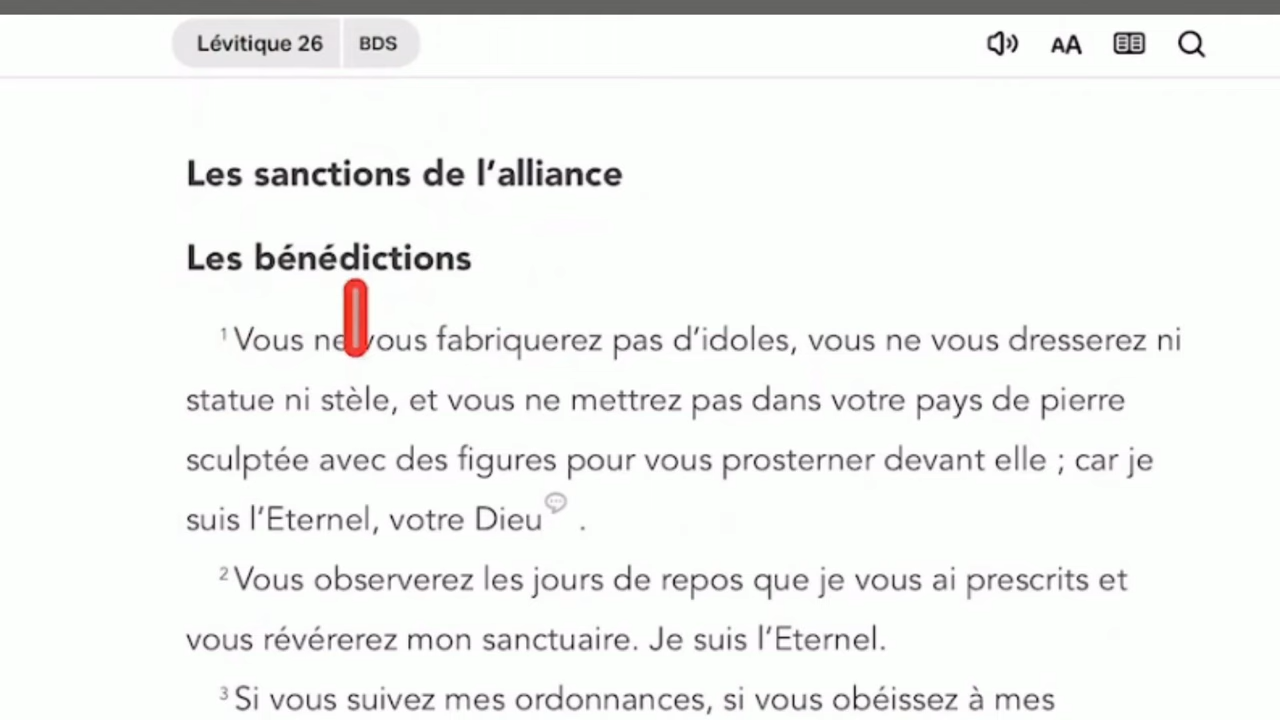 Lévitique 26 BDS
AA
Les sanctions de l’alliance
Les bénédictions
1 Vous ne vous fabriquerez pas d’idoles, vous ne vous dresserez ni
statue ni stèle, et vous ne mettrez pas dans votre pays de pierre
sculptée avec des figures pour vous prosterner devant elle ; car je
suis l’Eternel, votre Dieu .
2 Vous observerez les jours de repos que je vous ai prescrits et
vous révérerez mon sanctuaire. Je suis l’Eternel.
3 Si vous suivez mes ordonnances, si vous obéissez à mes